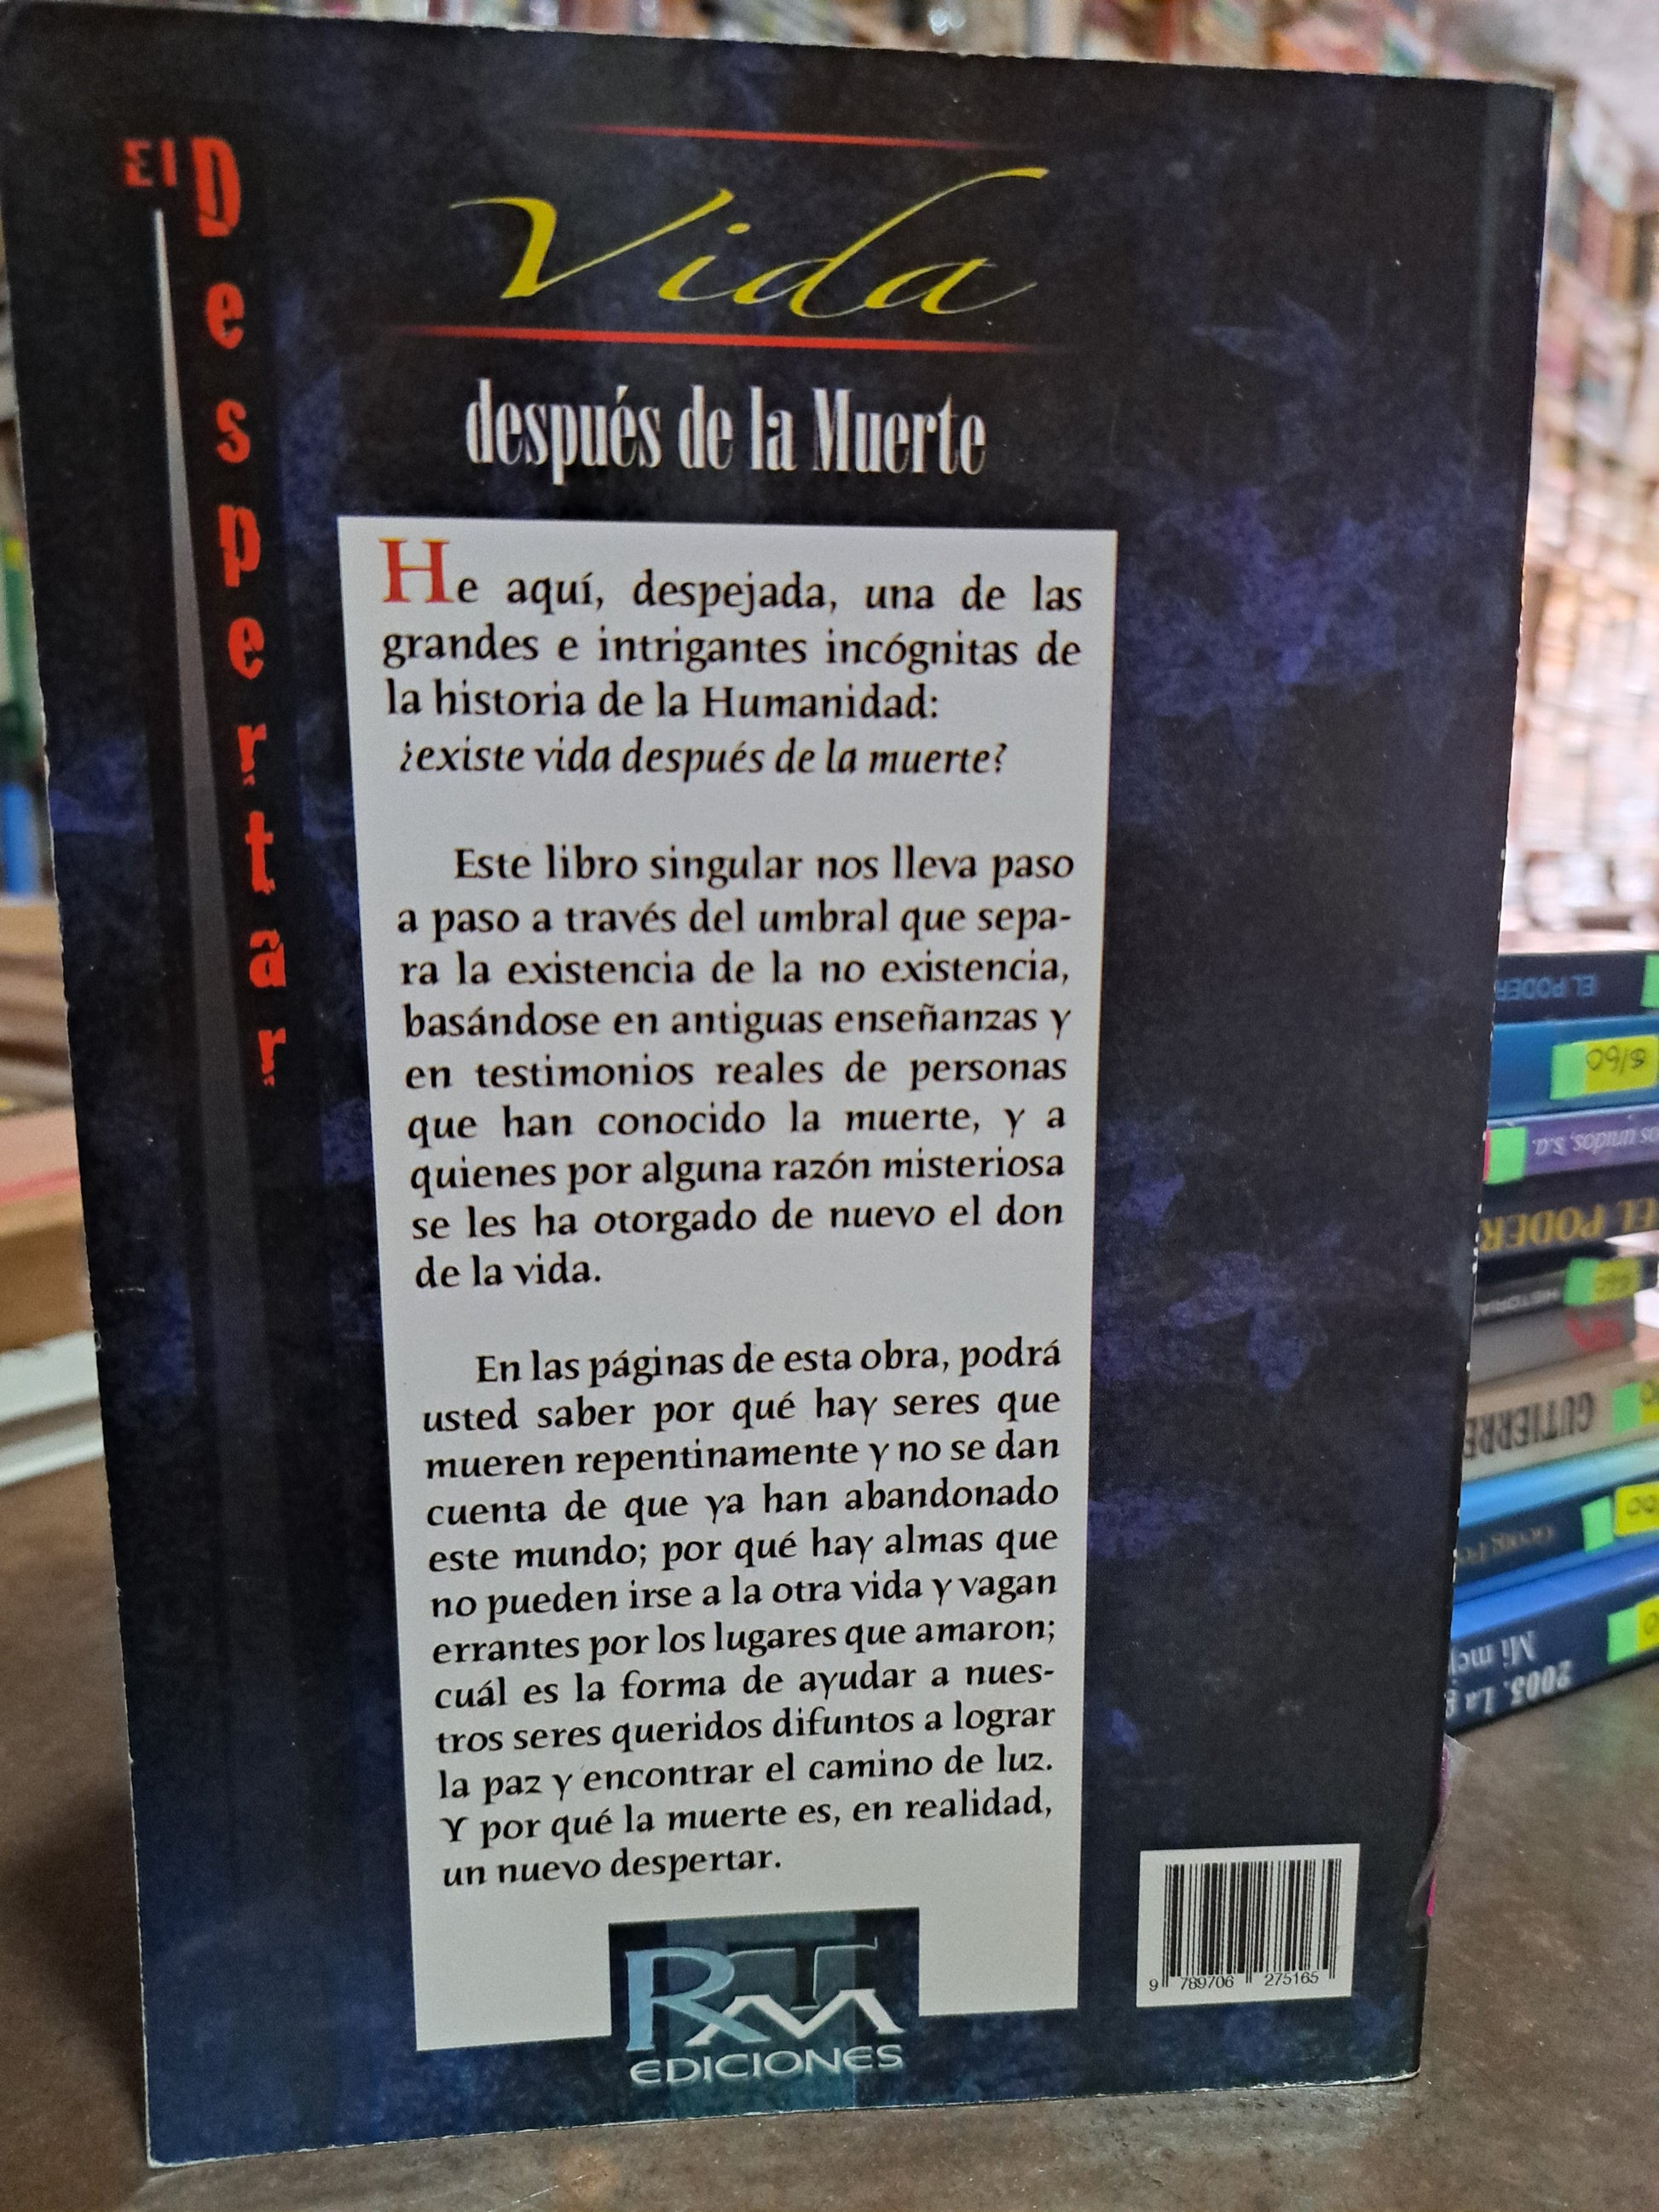 El Despertar
Vida
después de la Muerte
He aquí, despejada, una de las
grandes e intrigantes incógnitas de
la historia de la Humanidad:
¿existe vida después de la muerte?
Este libro singular nos lleva paso
a paso a través del umbral que sepa-
ra la existencia de la no existencia,
basándose en antiguas enseñanzas y
en testimonios reales de personas
que han conocido la muerte, y a
quienes por alguna razón misteriosa
se les ha otorgado de nuevo el don
de la vida.
En las páginas de esta obra, podrá
usted saber por qué hay seres que
mueren repentinamente y no se dan
cuenta de que ya han abandonado
este mundo; por qué hay almas que
no pueden irse a la otra vida y vagan
errantes por los lugares que amaron;
cuál es la forma de ayudar a nues-
tros seres queridos difuntos a lograr
la paz y encontrar el camino de luz.
Y por qué la muerte es, en realidad,
un nuevo despertar.
RTM
EDICIONES
9 789706 275165
EL PODER
8/60
os unidos, s.a.
EL PODER
HISTORIA
GUTIERRE
2005. La
Mi me